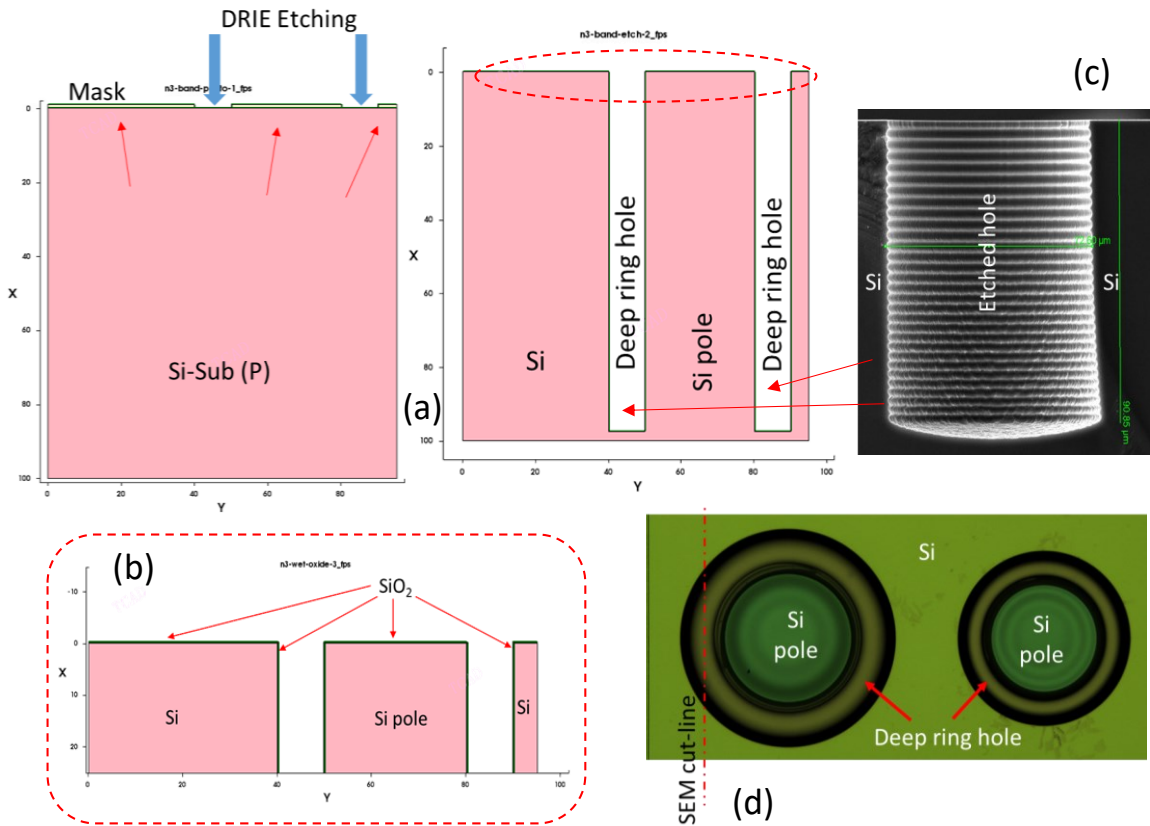 DRIE Etching
Mask
0
20
40
60
80
100
X
0
20
40
60
80
Y
Si-Sub (P)
(a)
n3-band-etch-2_fps
0
20
40
60
80
100
X
0
20
40
60
80
100
Y
Si
Deep ring hole
Si pole
Deep ring hole
(c)
Si
Etched hole
Si
90.85 µm
(b)
n3-wet-oxide-3_fps
SiO2
-10
0
10
20
X
0
20
40
60
80
100
Y
Si
Si pole
Si
Si
Si
pole
Si
pole
Deep ring hole
SEM cut-line
(d)